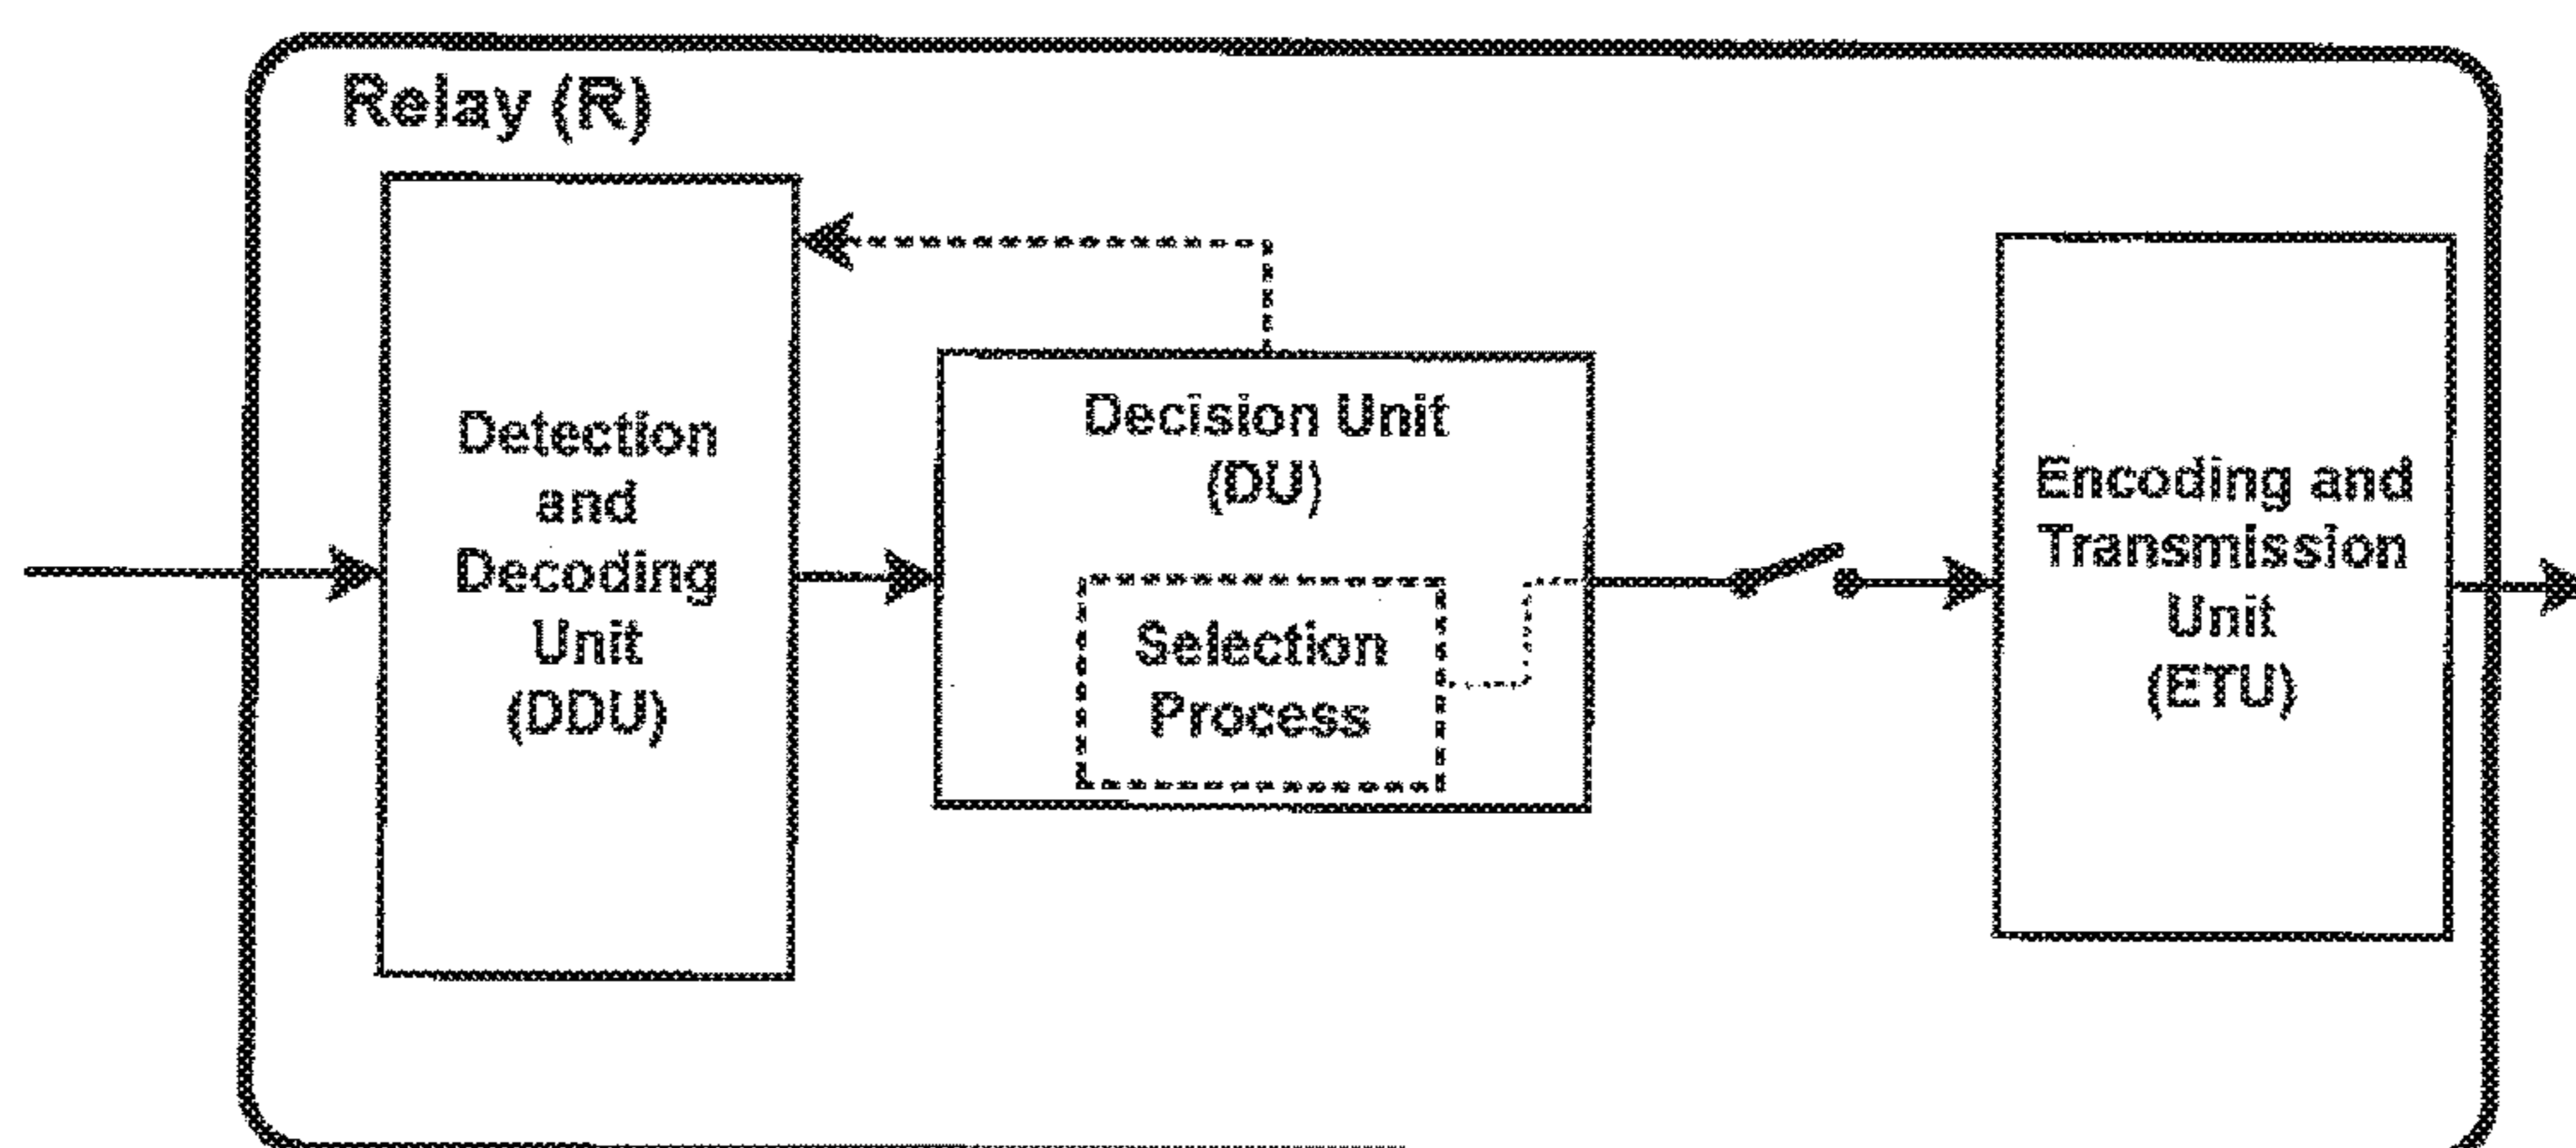 Relay (R)
Detection
and
Decoding
Unit
(DDU)
Decision Unit
(DU)
Selection
Process
Encoding and
Transmission
Unit
(ETU)